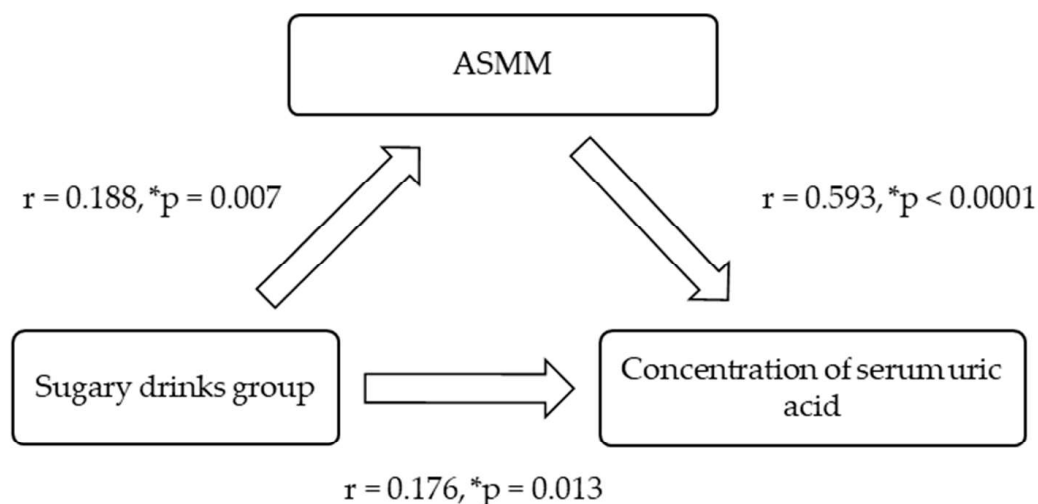 ASMM
r = 0.188, *p = 0.007
r = 0.593, *p < 0.0001
Sugary drinks group
Concentration of serum uric
acid
r = 0.176, *p = 0.013